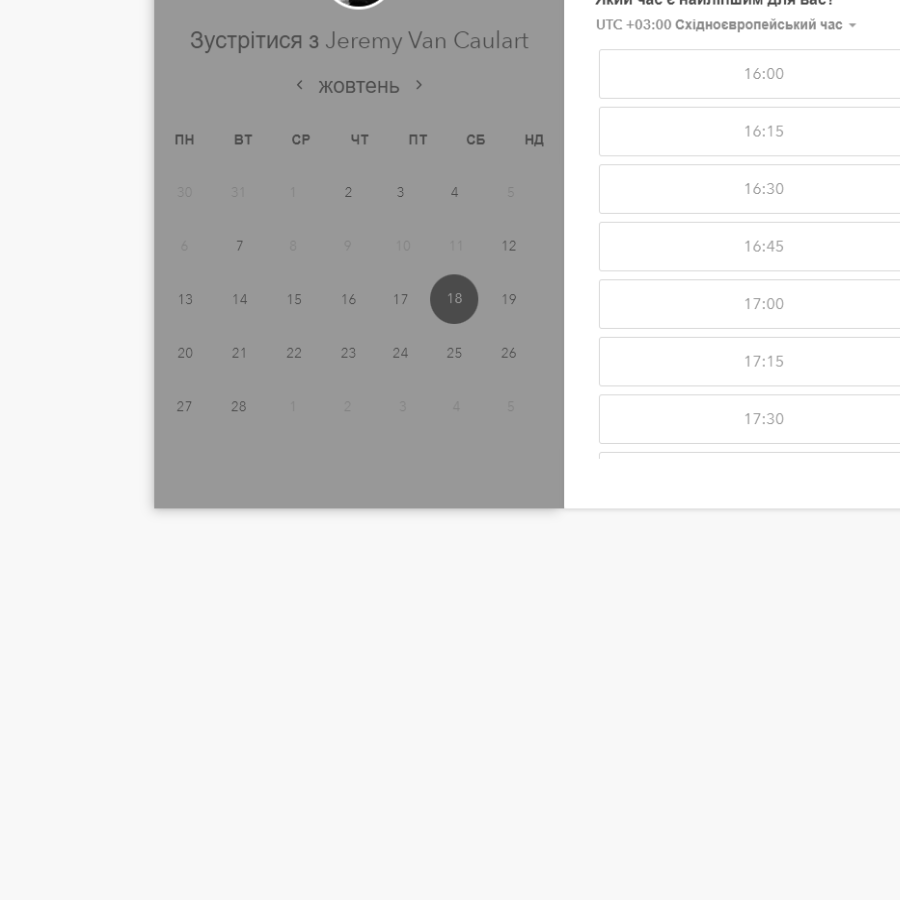 Зустрітися з Jeremy Van Caulart
жовтень
ПН ВТ СР ЧТ ПТ СБ НД
30 31 1 2 3 4 5
6 7 8 9 10 11 12
13 14 15 16 17 18 19
20 21 22 23 24 25 26
27 28 1 2 3 4 5
Який час є найліпшим для вас?
UTC +03:00 Східноєвропейський час
16:00
16:15
16:30
16:45
17:00
17:15
17:30